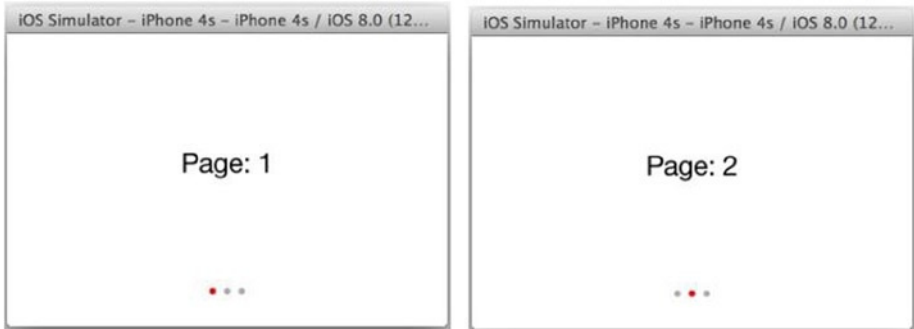 iOS Simulator – iPhone 4s – iPhone 4s / iOS 8.0 (12...
Page: 1
iOS Simulator – iPhone 4s – iPhone 4s / iOS 8.0 (12...
Page: 2